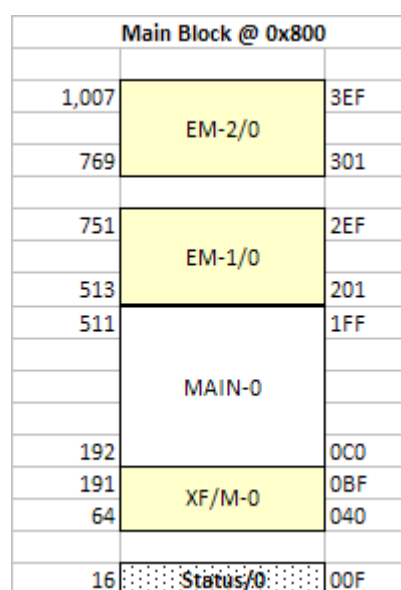 Main Block @ 0x800
1,007 3EF
EM-2/0
769 301
751 2EF
EM-1/0
513 201
511 1FF
MAIN-0
192 0C0
191 0BF
XF/M-0
64 040
16 Status/0 00F